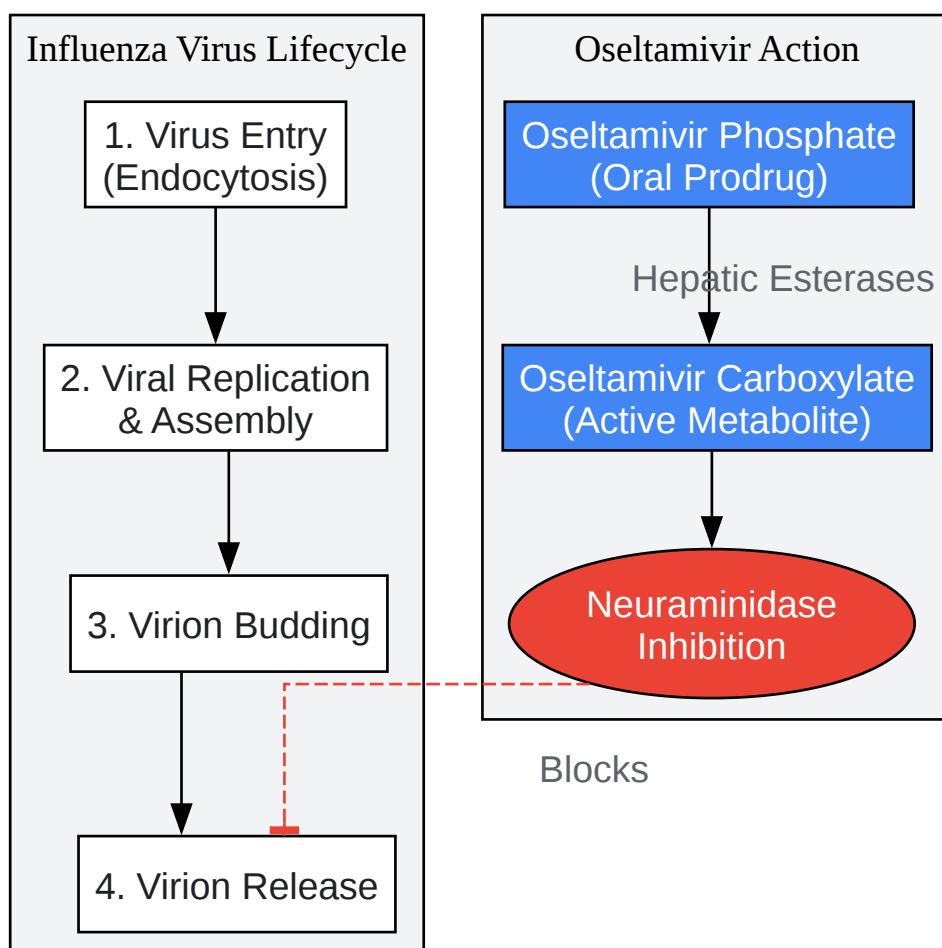 Influenza Virus Lifecycle
1. Virus Entry
(Endocytosis)
2. Viral Replication
& Assembly
3. Virion Budding
4. Virion Release
Oseltamivir Action
Oseltamivir Phosphate
(Oral Prodrug)
Hepatic Esterases
Oseltamivir Carboxylate
(Active Metabolite)
Neuraminidase
Inhibition
Blocks